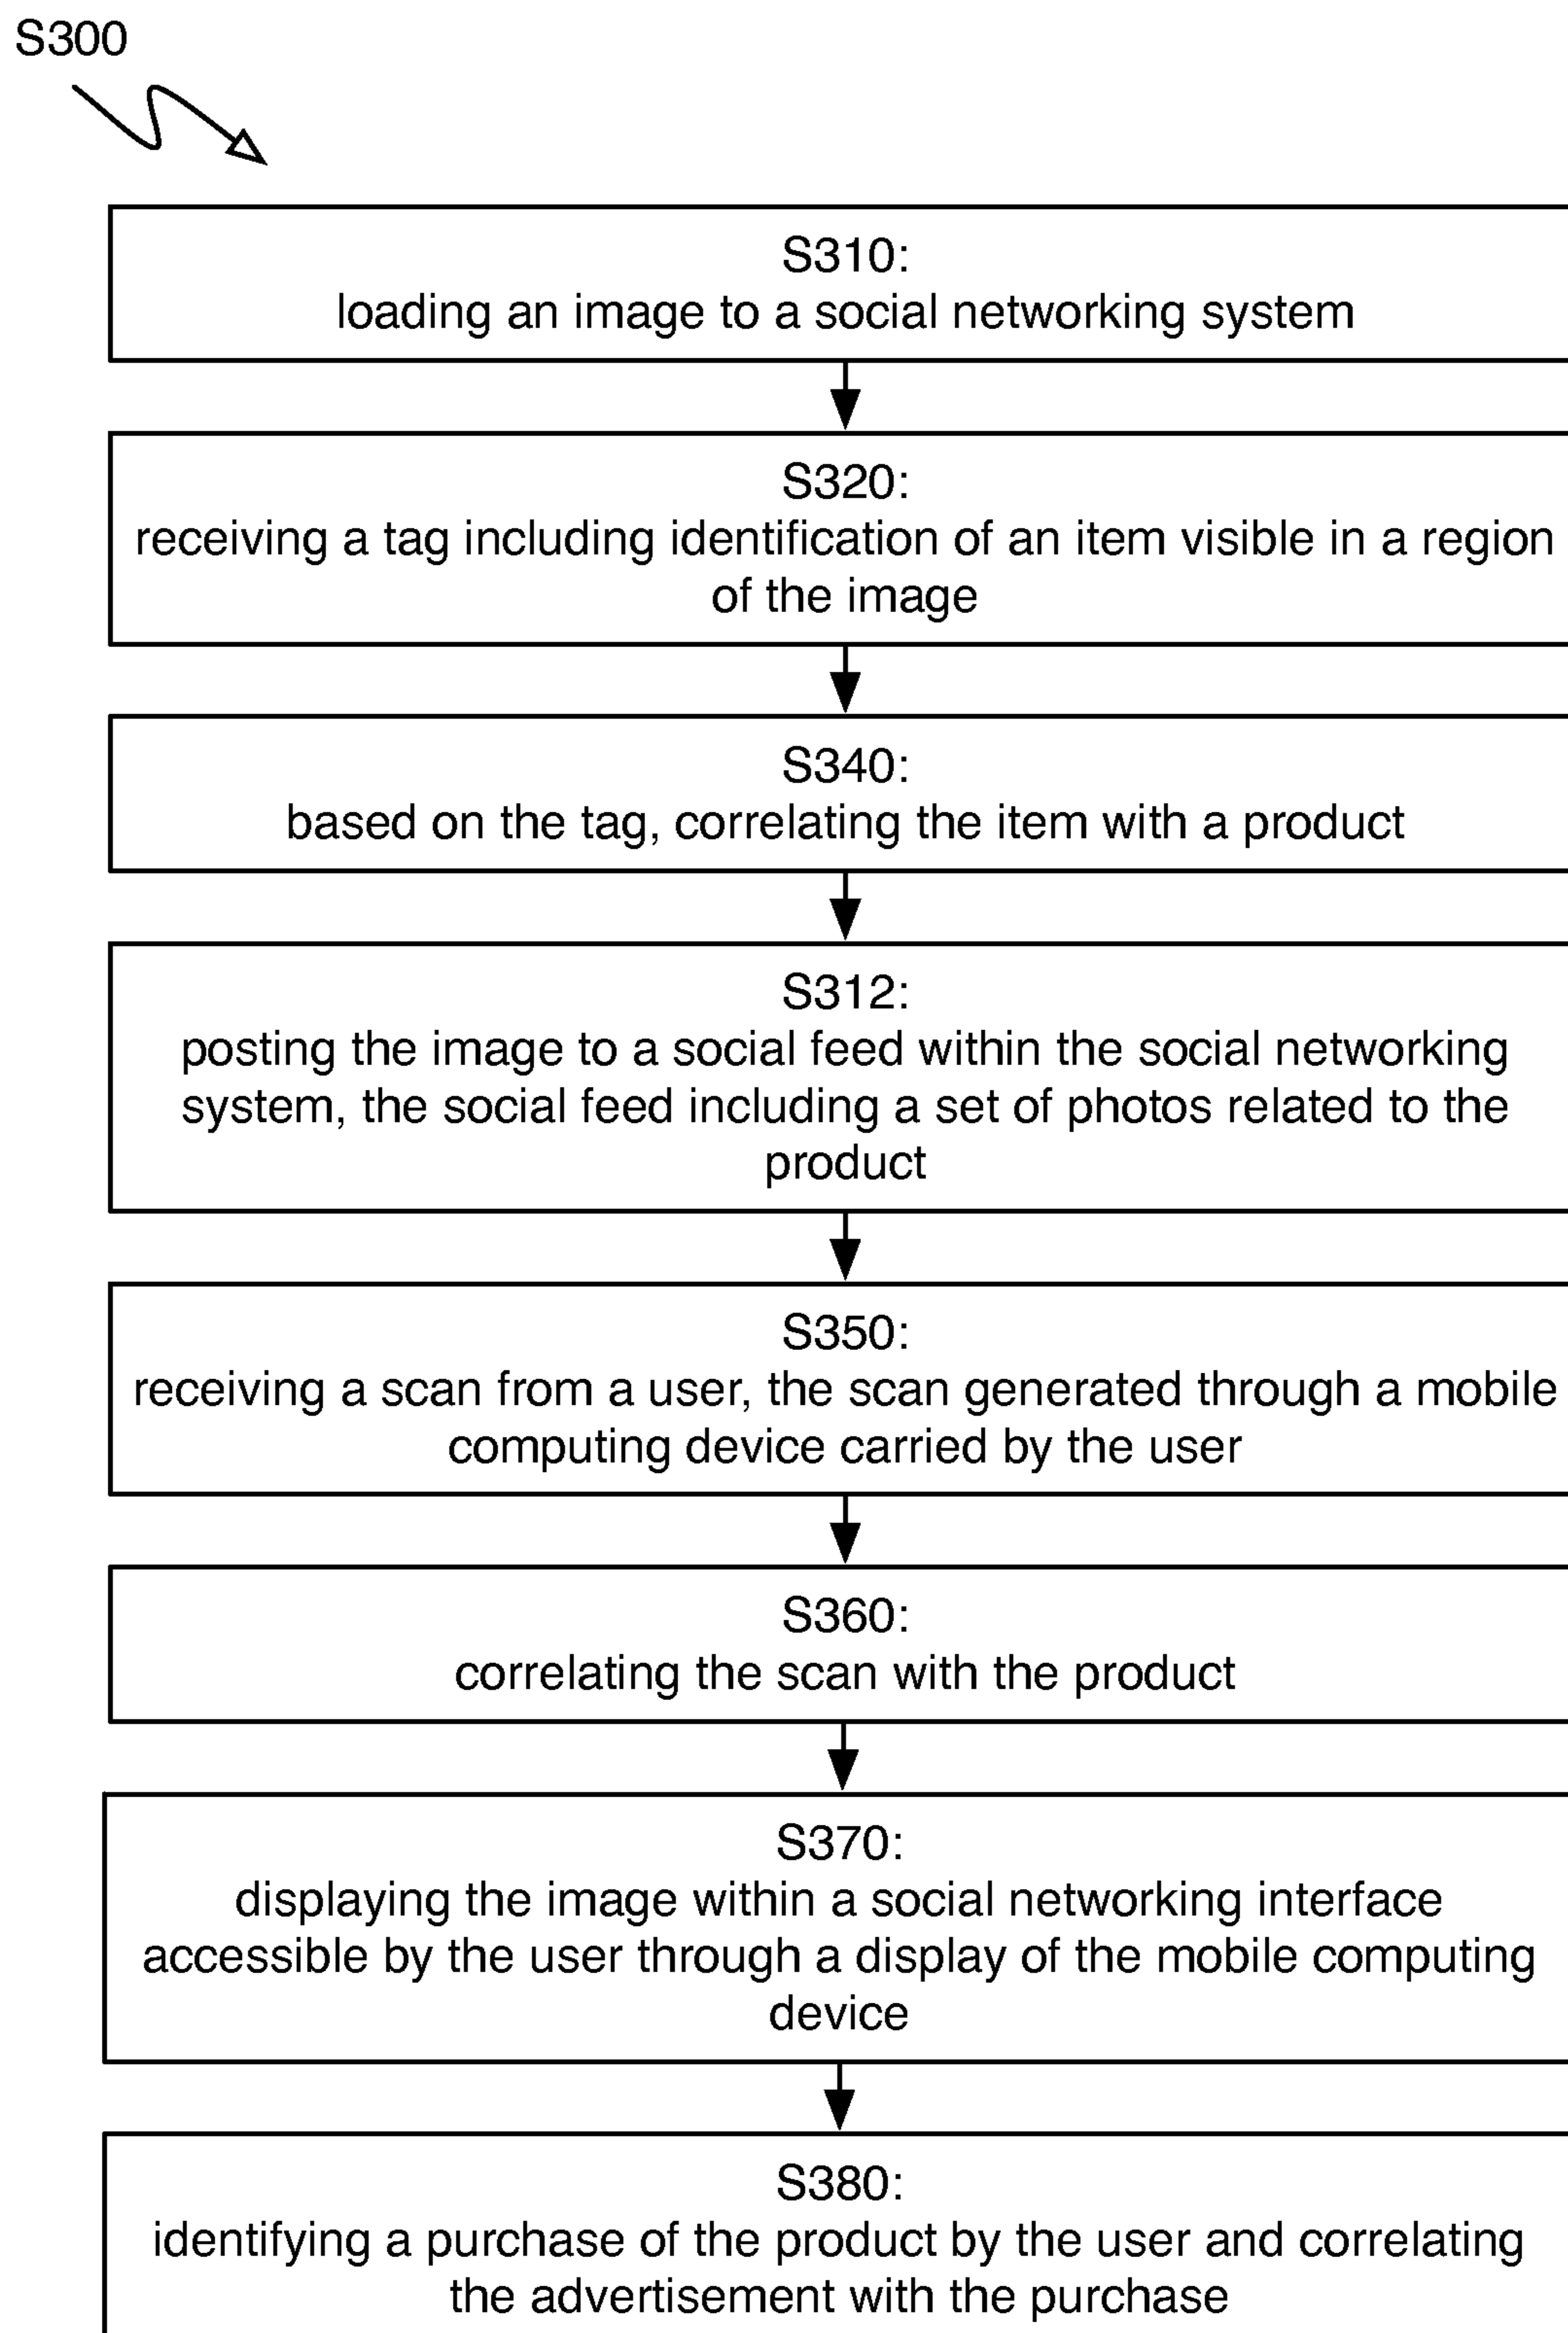 S300
S310:
loading an image to a social networking system
S320:
receiving a tag including identification of an item visible in a region
of the image
S340:
based on the tag, correlating the item with a product
S312:
posting the image to a social feed within the social networking
system, the social feed including a set of photos related to the
product
S350:
receiving a scan from a user, the scan generated through a mobile
computing device carried by the user
S360:
correlating the scan with the product
S370:
displaying the image within a social networking interface
accessible by the user through a display of the mobile computing
device
S380:
identifying a purchase of the product by the user and correlating
the advertisement with the purchase